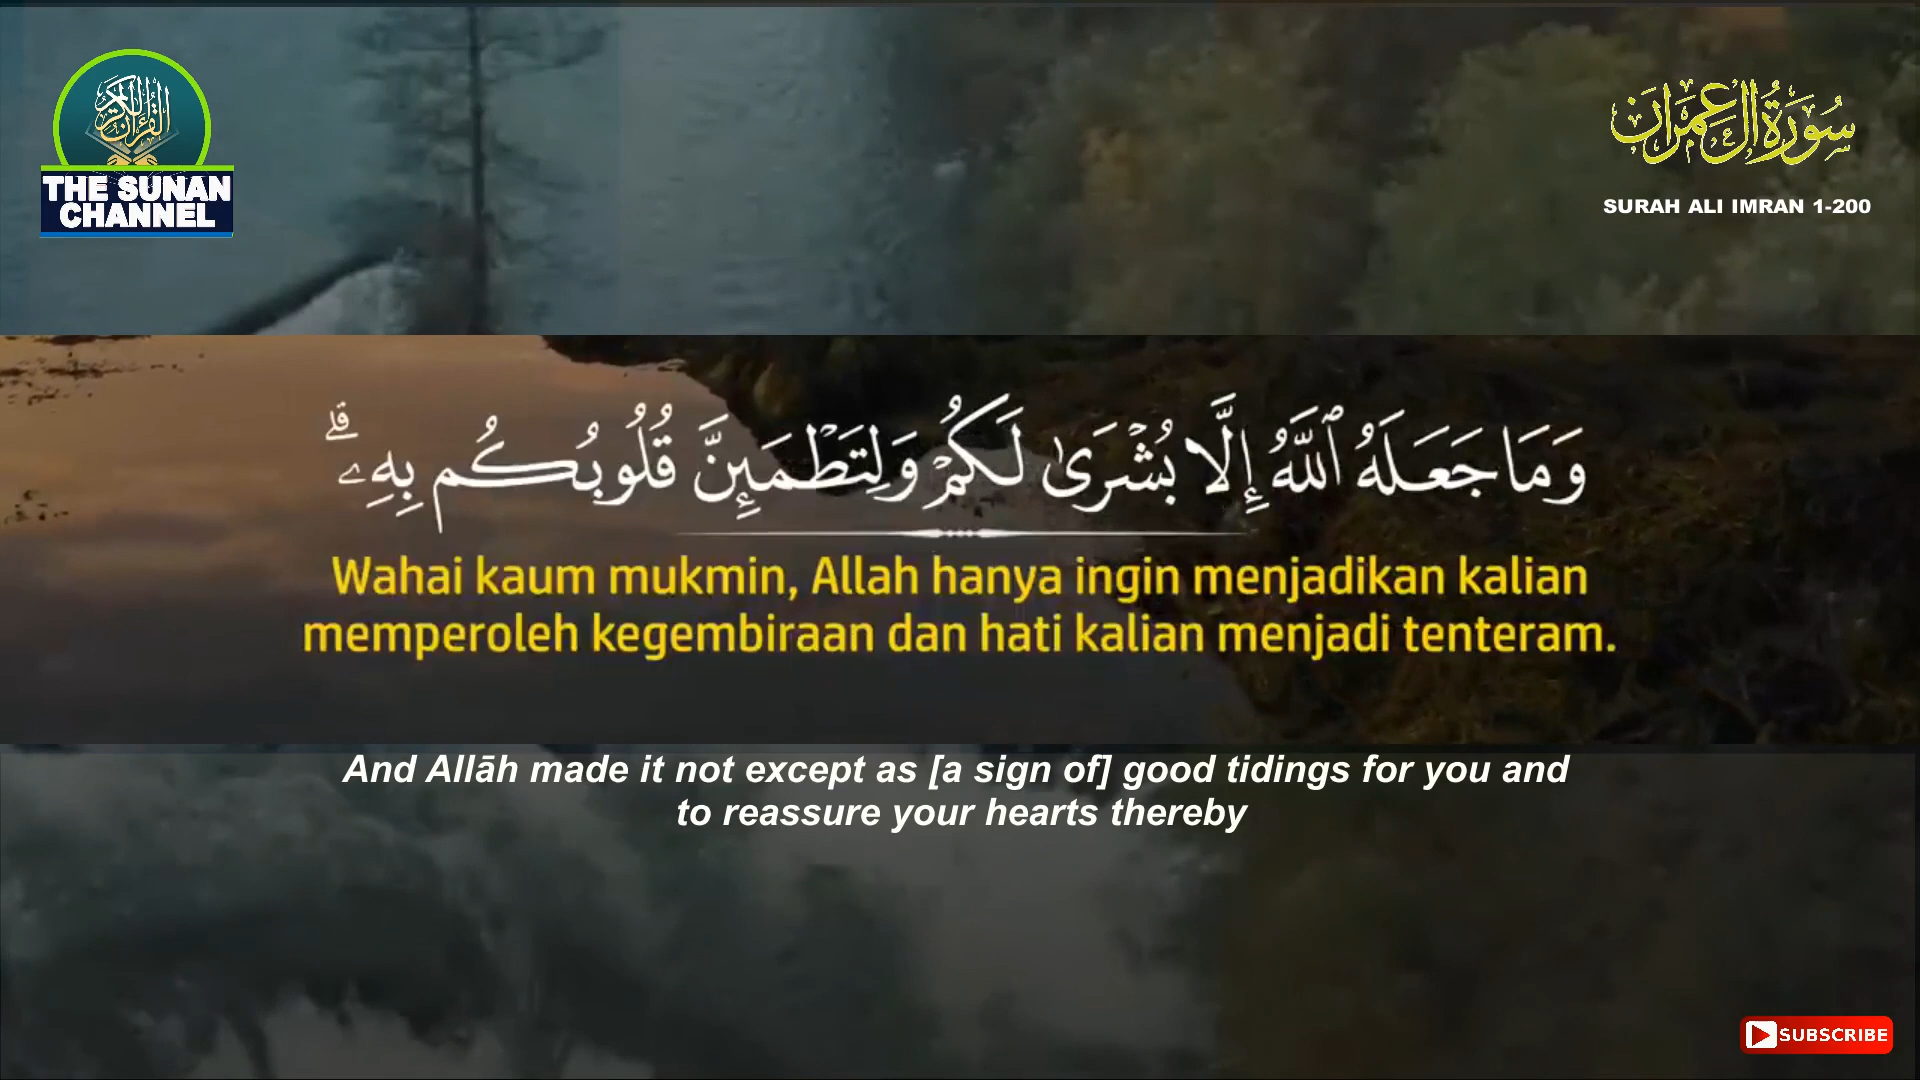 القرآن الكريم
THE SUNAN
CHANNEL
سُورَةُ آلِ عِمْرَان
SURAH ALI IMRAN 1-200
وَمَا جَعَلَهُ ٱللَّهُ إِلَّا بُشْرَىٰ لَكُمْ وَلِتَطْمَئِنَّ قُلُوبُكُم بِهِۦ ۗ
Wahai kaum mukmin, Allah hanya ingin menjadikan kalian
memperoleh kegembiraan dan hati kalian menjadi tenteram.
And Allāh made it not except as [a sign of] good tidings for you and
to reassure your hearts thereby
SUBSCRIBE